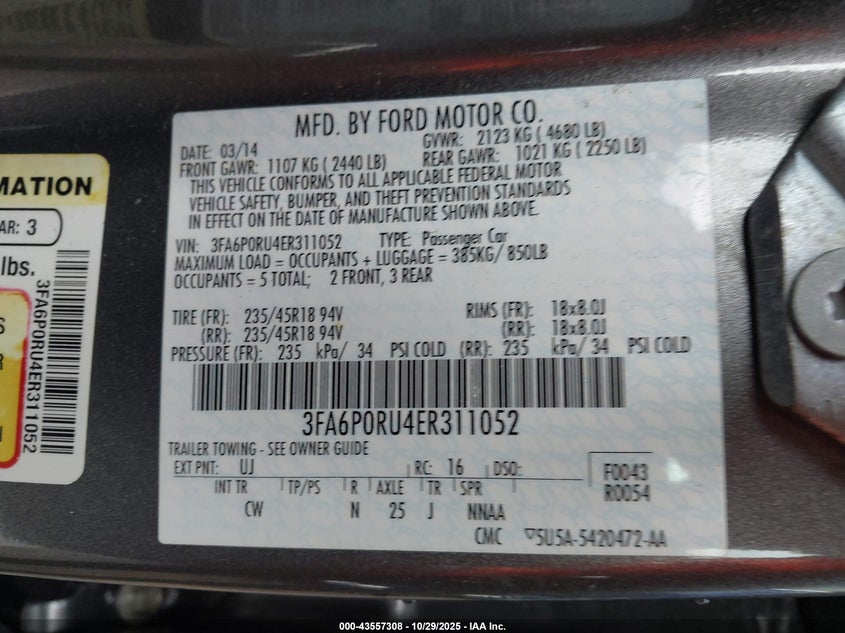 MFD. BY FORD MOTOR CO.
DATE: 03/14 GVWR: 2123 KG ( 4680 LB)
FRONT GAWR: 1107 KG ( 2440 LB) REAR GAWR: 1021 KG ( 2250 LB)
THIS VEHICLE CONFORMS TO ALL APPLICABLE FEDERAL MOTOR
VEHICLE SAFETY, BUMPER, AND THEFT PREVENTION STANDARDS
IN EFFECT ON THE DATE OF MANUFACTURE SHOWN ABOVE.
VIN: 3FA6P0RU4ER311052 TYPE: Passenger Car
MAXIMUM LOAD = OCCUPANTS + LUGGAGE = 385KG/ 850LB
OCCUPANTS = 5 TOTAL; 2 FRONT, 3 REAR
TIRE (FR): 235/45R18 94V RIMS (FR): 18x8.0J
(RR): 235/45R18 94V (RR): 18x8.0J
PRESSURE (FR): 235 kPa/ 34 PSI COLD (RR): 235 kPa/ 34 PSI COLD
3FA6P0RU4ER311052
TRAILER TOWING - SEE OWNER GUIDE
EXT PNT: UJ RC: 16 DSO: F0043
INT TR TP/PS R AXLE TR SPR R0054
CW N 25 J NNAA
CMC ▽5U5A-5420472-AA
MATION
AR: 3
lbs.
3FA6P0RU4ER311052
S
R
000-43557308 - 10/29/2025 - IAA Inc.